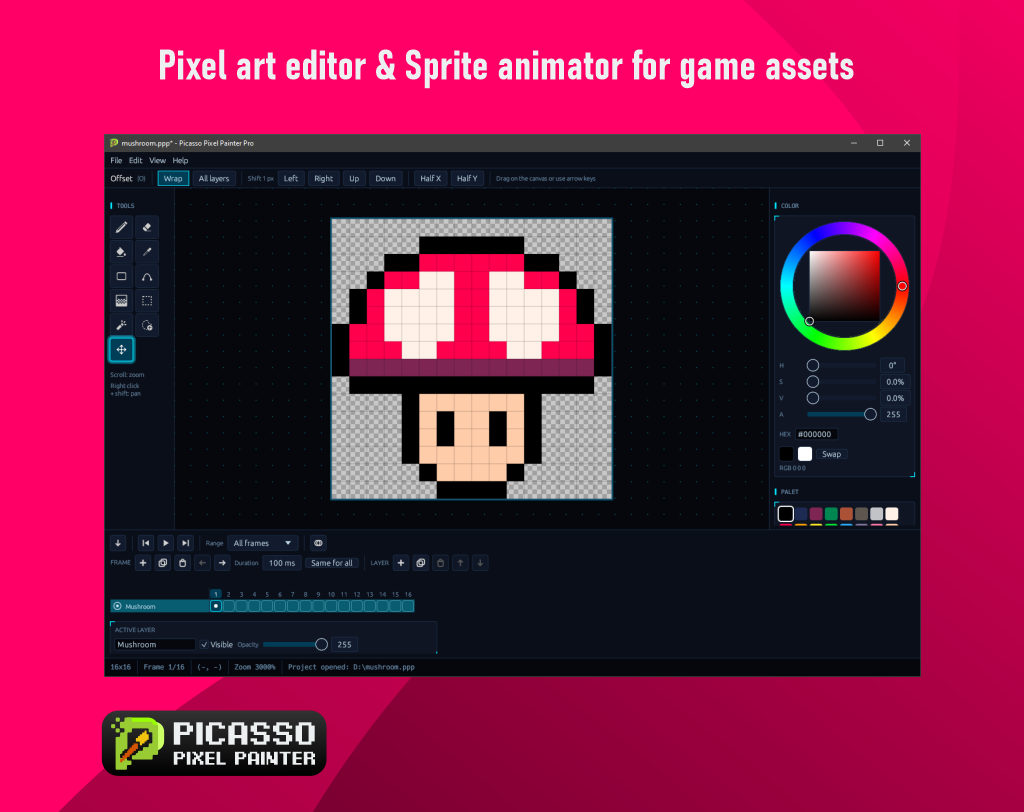 Pixel art editor & Sprite animator for game assets
mushroom.ppp* - Picasso Pixel Painter Pro
File Edit View Help
Offset (O) Wrap All layers Shift 1 px Left Right Up Down Half X Half Y Drag on the canvas or use arrow keys
TOOLS
Scroll: zoom
Right click
+ shift: pan
COLOR
H 0°
S 0.0%
V 0.0%
A 255
HEX #000000
Swap
RGB 0 0 0
PALET
Range All frames
FRAME Duration 100 ms Same for all LAYER
1 2 3 4 5 6 7 8 9 10 11 12 13 14 15 16
Mushroom
ACTIVE LAYER
Mushroom Visible Opacity 255
16x16 Frame 1/16 (-, -) Zoom 3000% Project opened: D:\mushroom.ppp
PICASSO
PIXEL PAINTER